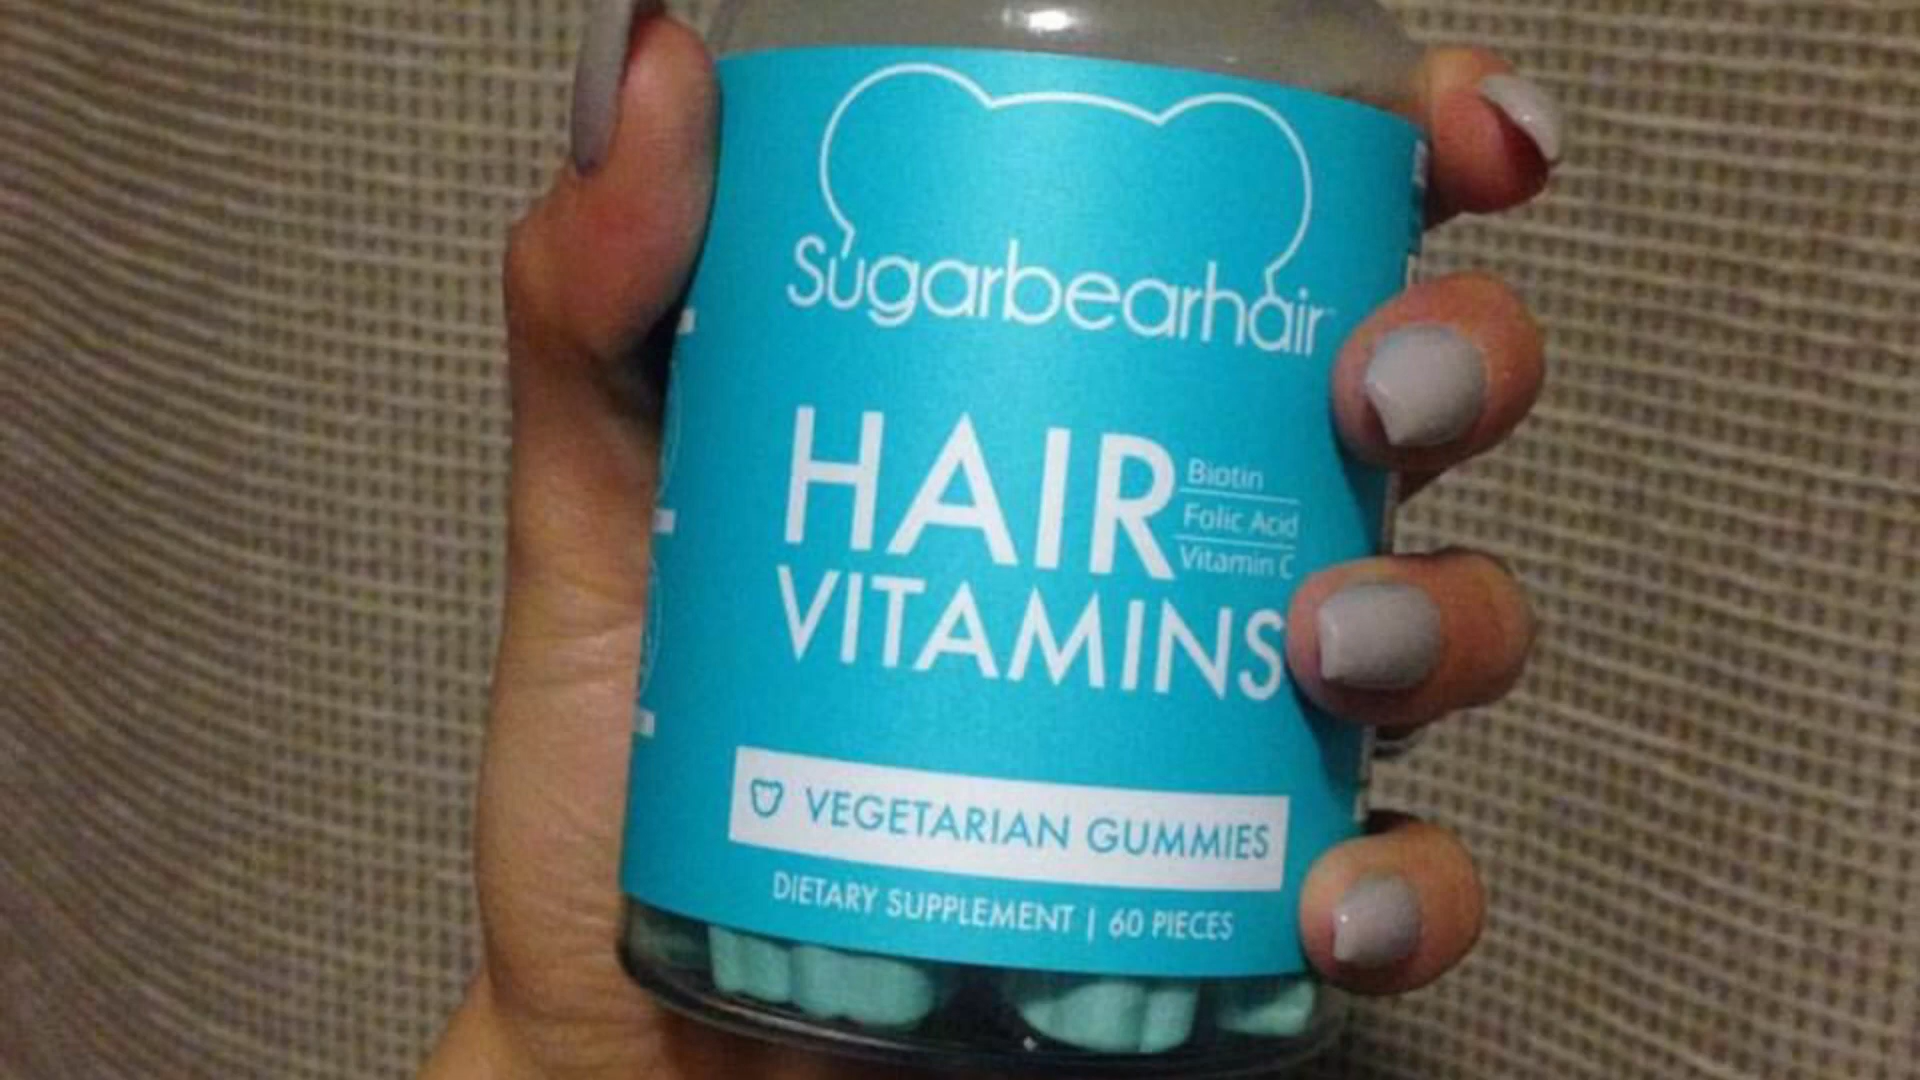 Sugarbearhair
HAIR
Biotin
Folic Acid
Vitamin C
VITAMINS
VEGETARIAN GUMMIES
DIETARY SUPPLEMENT | 60 PIECES